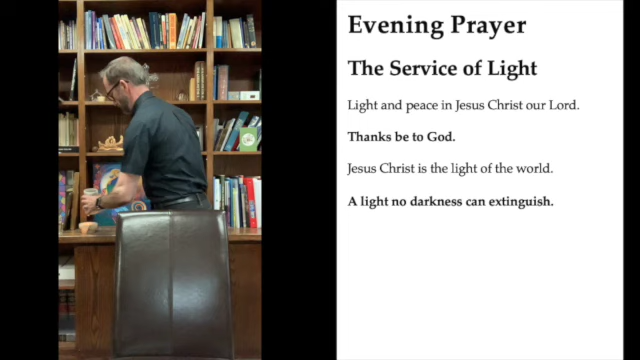 Evening Prayer
The Service of Light
Light and peace in Jesus Christ our Lord.
Thanks be to God.
Jesus Christ is the light of the world.
A light no darkness can extinguish.